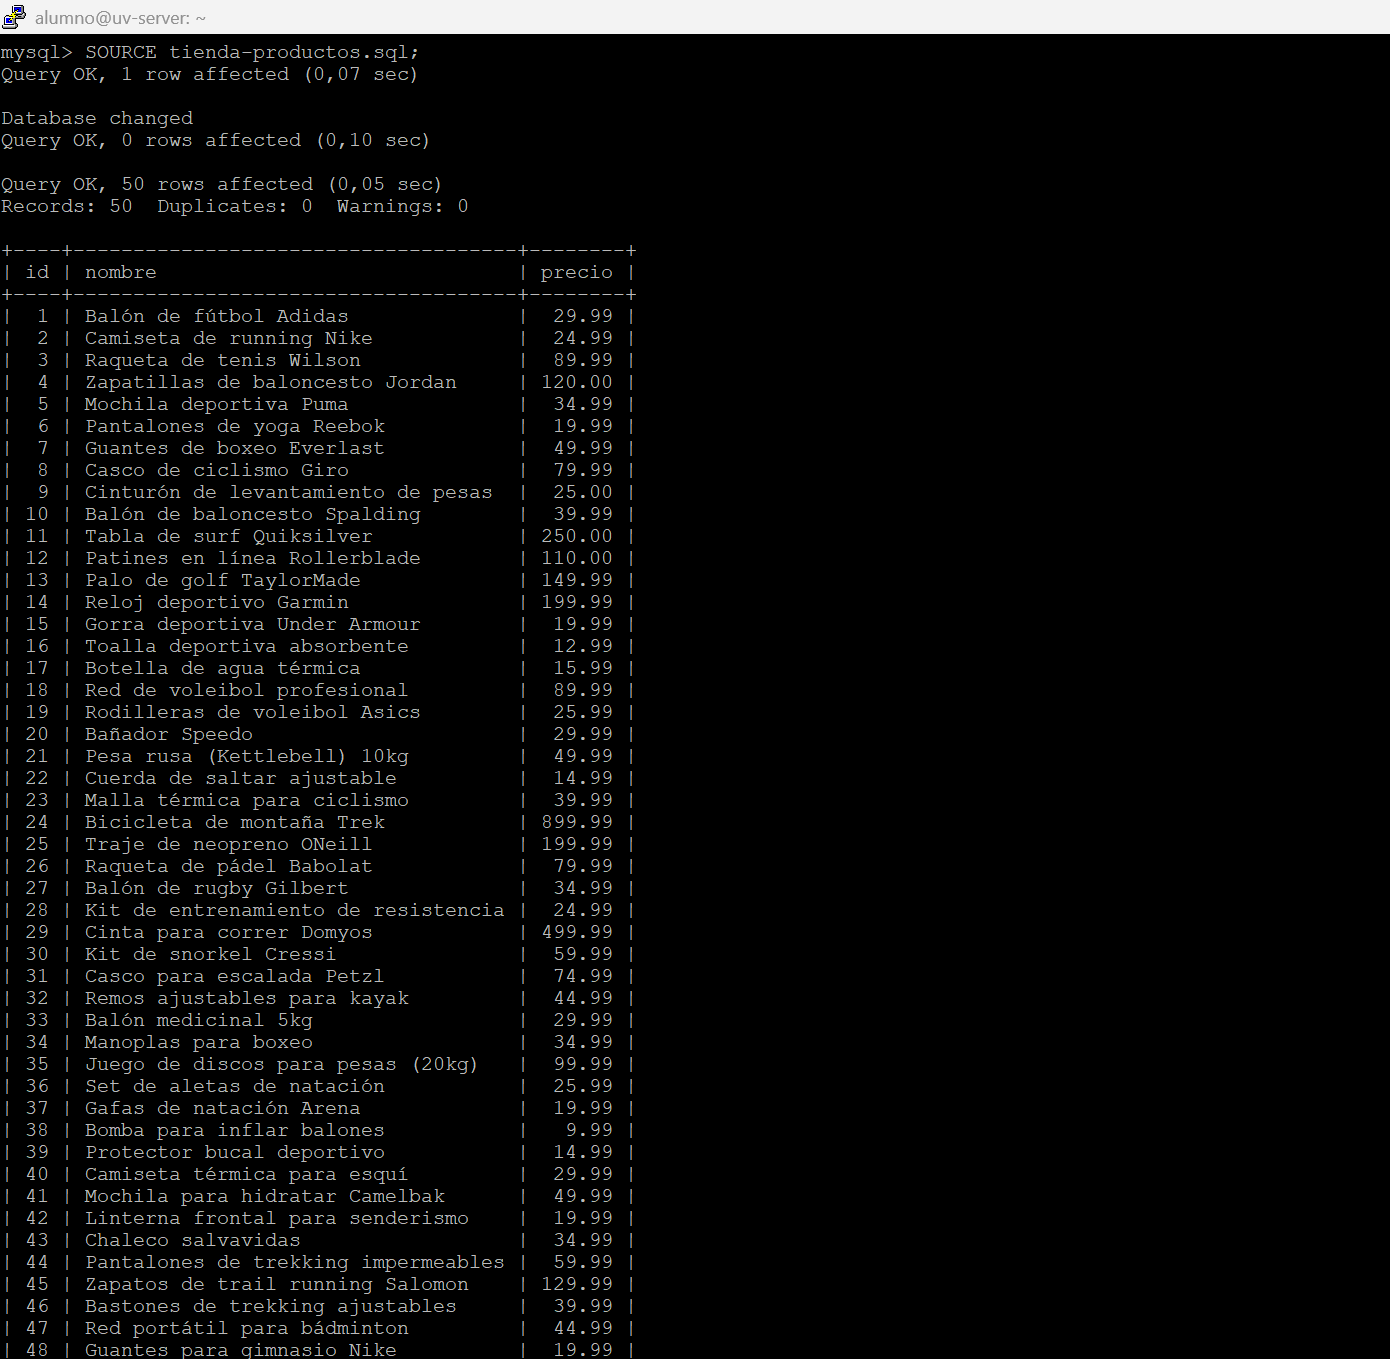 alumno@uv-server: ~
mysql> SOURCE tienda-productos.sql;
Query OK, 1 row affected (0,07 sec)

Database changed
Query OK, 0 rows affected (0,10 sec)

Query OK, 50 rows affected (0,05 sec)
Records: 50  Duplicates: 0  Warnings: 0

+----+-------------------------------------+--------+
| id | nombre                              | precio |
+----+-------------------------------------+--------+
|  1 | Balón de fútbol Adidas              |  29.99 |
|  2 | Camiseta de running Nike            |  24.99 |
|  3 | Raqueta de tenis Wilson             |  89.99 |
|  4 | Zapatillas de baloncesto Jordan     | 120.00 |
|  5 | Mochila deportiva Puma              |  34.99 |
|  6 | Pantalones de yoga Reebok           |  19.99 |
|  7 | Guantes de boxeo Everlast           |  49.99 |
|  8 | Casco de ciclismo Giro              |  79.99 |
|  9 | Cinturón de levantamiento de pesas  |  25.00 |
| 10 | Balón de baloncesto Spalding        |  39.99 |
| 11 | Tabla de surf Quiksilver            | 250.00 |
| 12 | Patines en línea Rollerblade        | 110.00 |
| 13 | Palo de golf TaylorMade             | 149.99 |
| 14 | Reloj deportivo Garmin              | 199.99 |
| 15 | Gorra deportiva Under Armour        |  19.99 |
| 16 | Toalla deportiva absorbente         |  12.99 |
| 17 | Botella de agua térmica             |  15.99 |
| 18 | Red de voleibol profesional         |  89.99 |
| 19 | Rodilleras de voleibol Asics        |  25.99 |
| 20 | Bañador Speedo                      |  29.99 |
| 21 | Pesa rusa (Kettlebell) 10kg         |  49.99 |
| 22 | Cuerda de saltar ajustable          |  14.99 |
| 23 | Malla térmica para ciclismo         |  39.99 |
| 24 | Bicicleta de montaña Trek           | 899.99 |
| 25 | Traje de neopreno ONeill            | 199.99 |
| 26 | Raqueta de pádel Babolat            |  79.99 |
| 27 | Balón de rugby Gilbert              |  34.99 |
| 28 | Kit de entrenamiento de resistencia |  24.99 |
| 29 | Cinta para correr Domyos            | 499.99 |
| 30 | Kit de snorkel Cressi               |  59.99 |
| 31 | Casco para escalada Petzl           |  74.99 |
| 32 | Remos ajustables para kayak         |  44.99 |
| 33 | Balón medicinal 5kg                 |  29.99 |
| 34 | Manoplas para boxeo                 |  34.99 |
| 35 | Juego de discos para pesas (20kg)   |  99.99 |
| 36 | Set de aletas de natación           |  25.99 |
| 37 | Gafas de natación Arena             |  19.99 |
| 38 | Bomba para inflar balones           |   9.99 |
| 39 | Protector bucal deportivo           |  14.99 |
| 40 | Camiseta térmica para esquí         |  29.99 |
| 41 | Mochila para hidratar Camelbak      |  49.99 |
| 42 | Linterna frontal para senderismo    |  19.99 |
| 43 | Chaleco salvavidas                  |  34.99 |
| 44 | Pantalones de trekking impermeables |  59.99 |
| 45 | Zapatos de trail running Salomon    | 129.99 |
| 46 | Bastones de trekking ajustables     |  39.99 |
| 47 | Red portátil para bádminton         |  44.99 |
| 48 | Guantes para gimnasio Nike          |  19.99 |